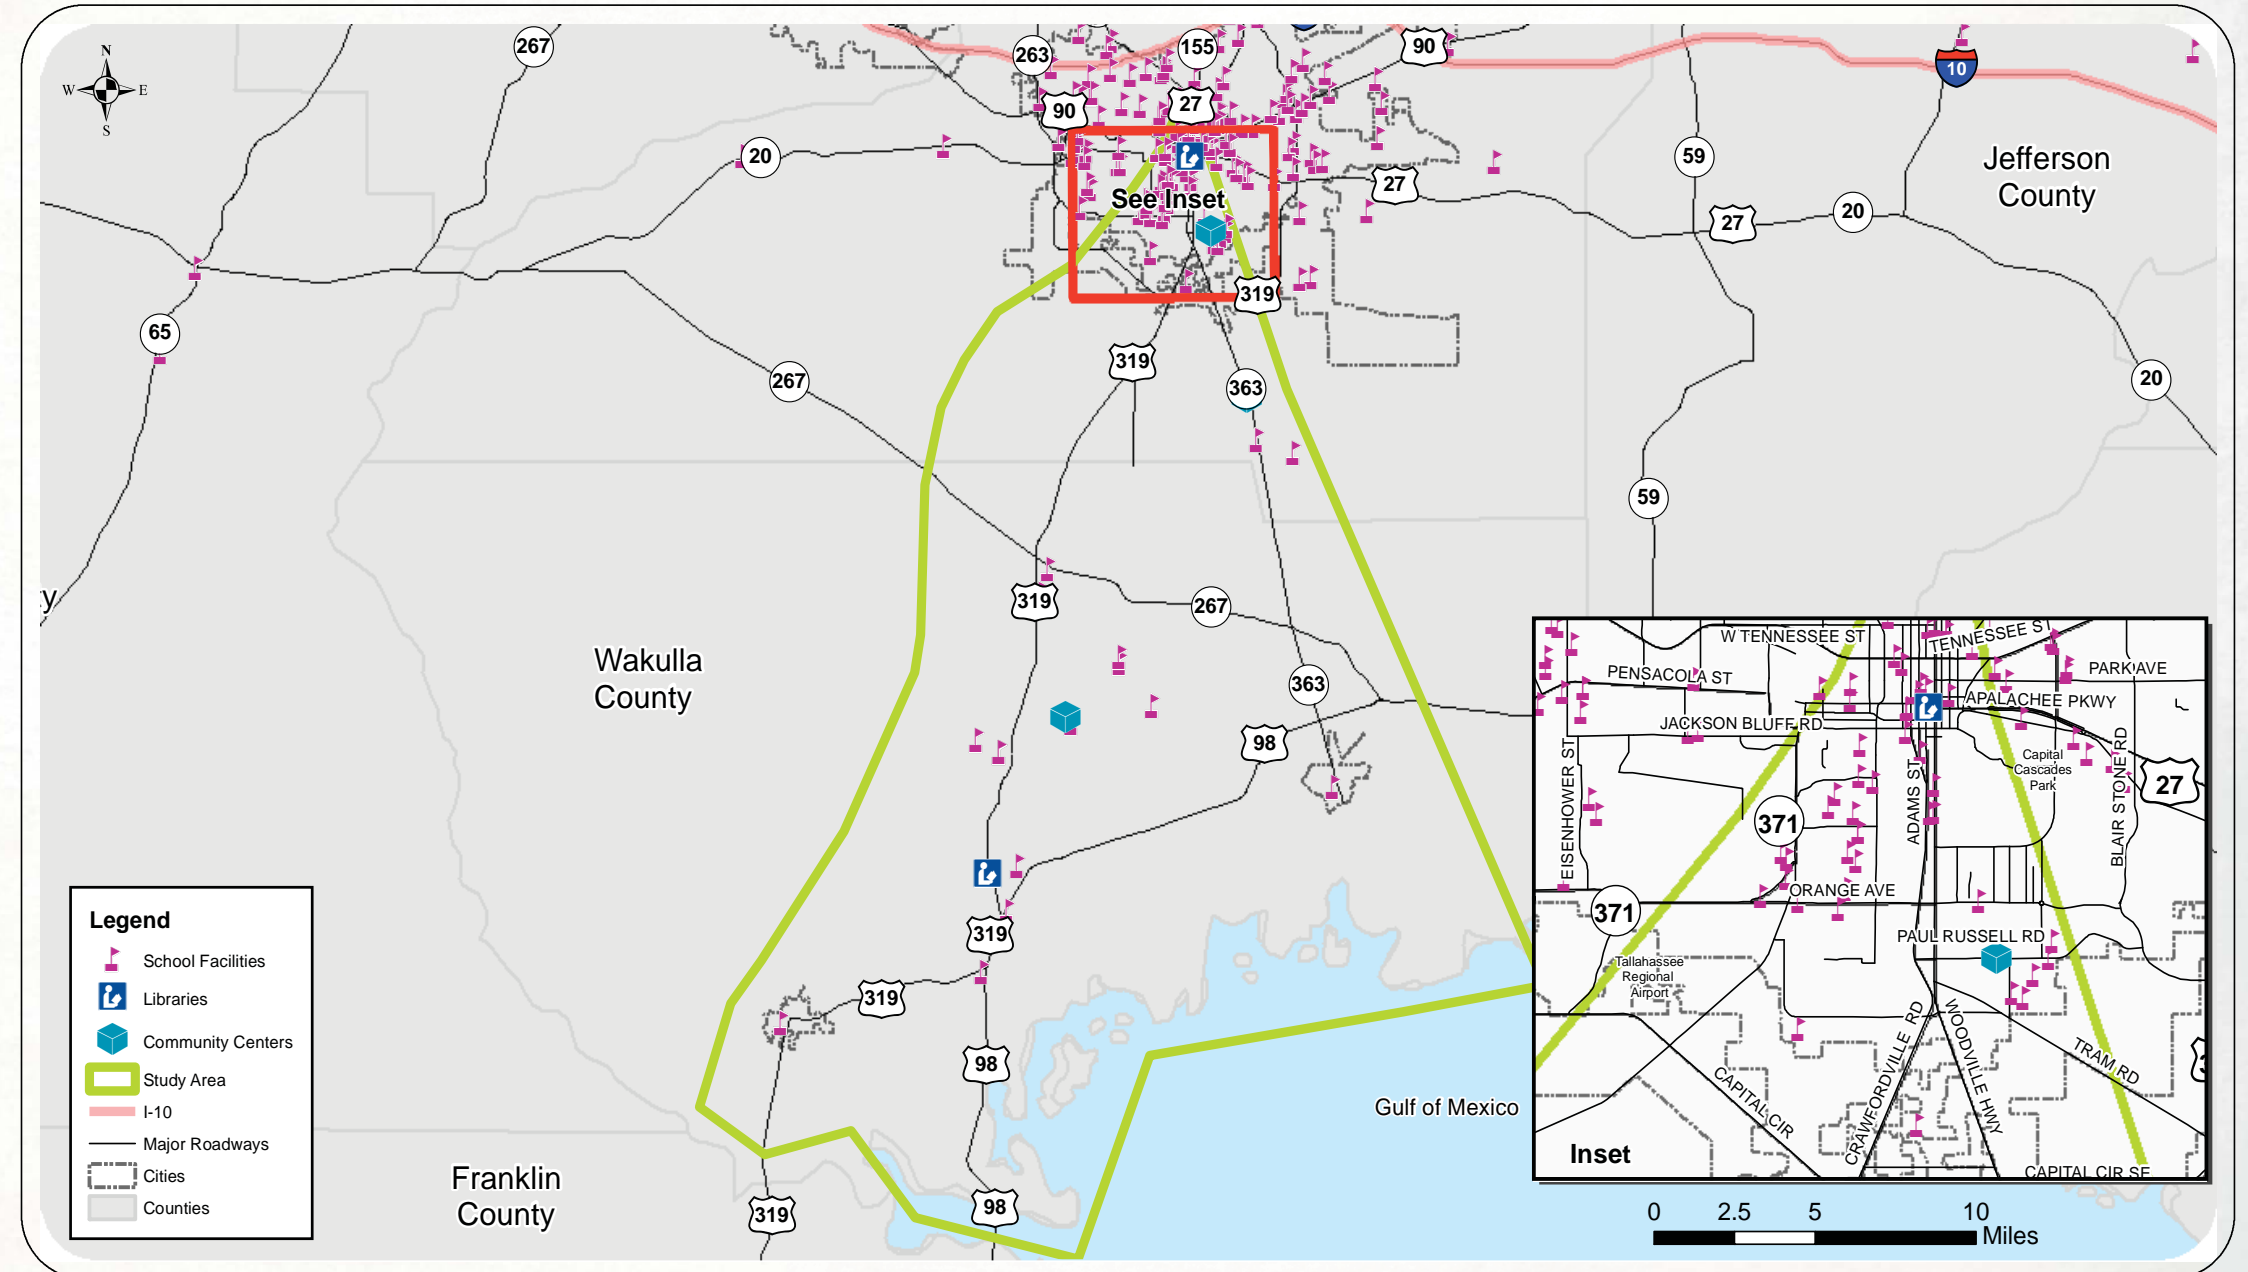 N
W
E
S
267
263
155
90
10
90
27
20
59
Jefferson
County
27
See Inset
27
20
65
319
319
267
363
20
59
319
267
Wakulla
County
363
98
319
319
98
Gulf of Mexico
Franklin
County
319
98
Legend
School Facilities
Libraries
Community Centers
Study Area
I-10
Major Roadways
Cities
Counties
W TENNESSEE ST
TENNESSEE S
PENSACOLA ST
PARK AVE
APALACHEE PKWY
JACKSON BLUFF RD
EISENHOWER ST
ADAMS ST
Capital
Cascades
Park
BLAIR STONE RD
27
371
ORANGE AVE
371
PAUL RUSSELL RD
Tallahassee
Regional
Airport
CAPITAL CIR
CRAWFORDVILLE RD
WOODVILLE HWY
TRAM RD
CAPITAL CIR SE
Inset
0 2.5 5 10
Miles